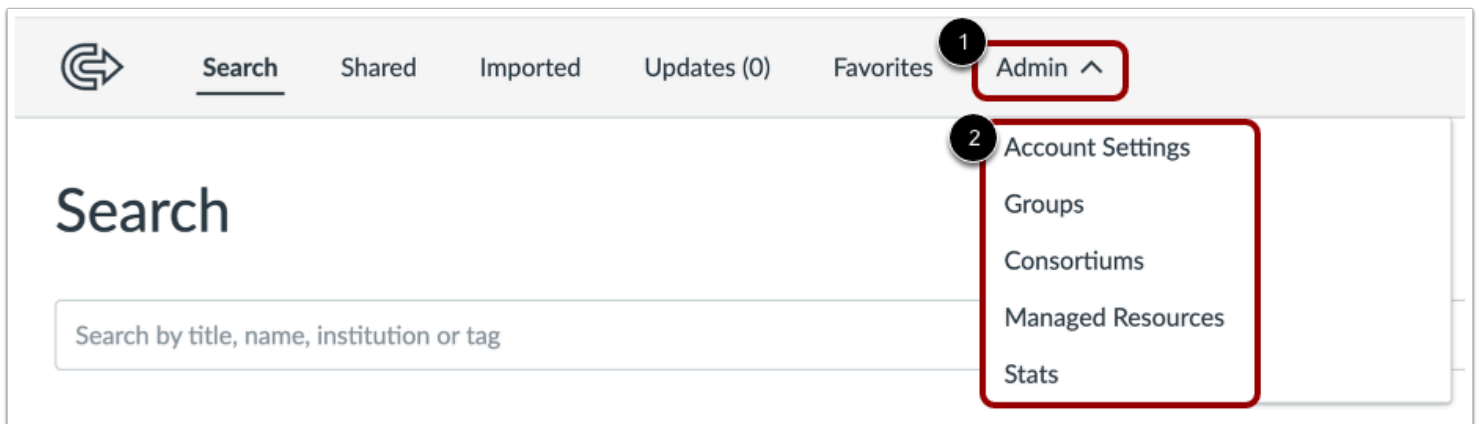 Search Shared Imported Updates (0) Favorites 1 Admin
2 Account Settings
Groups
Consortiums
Managed Resources
Stats
Search
Search by title, name, institution or tag